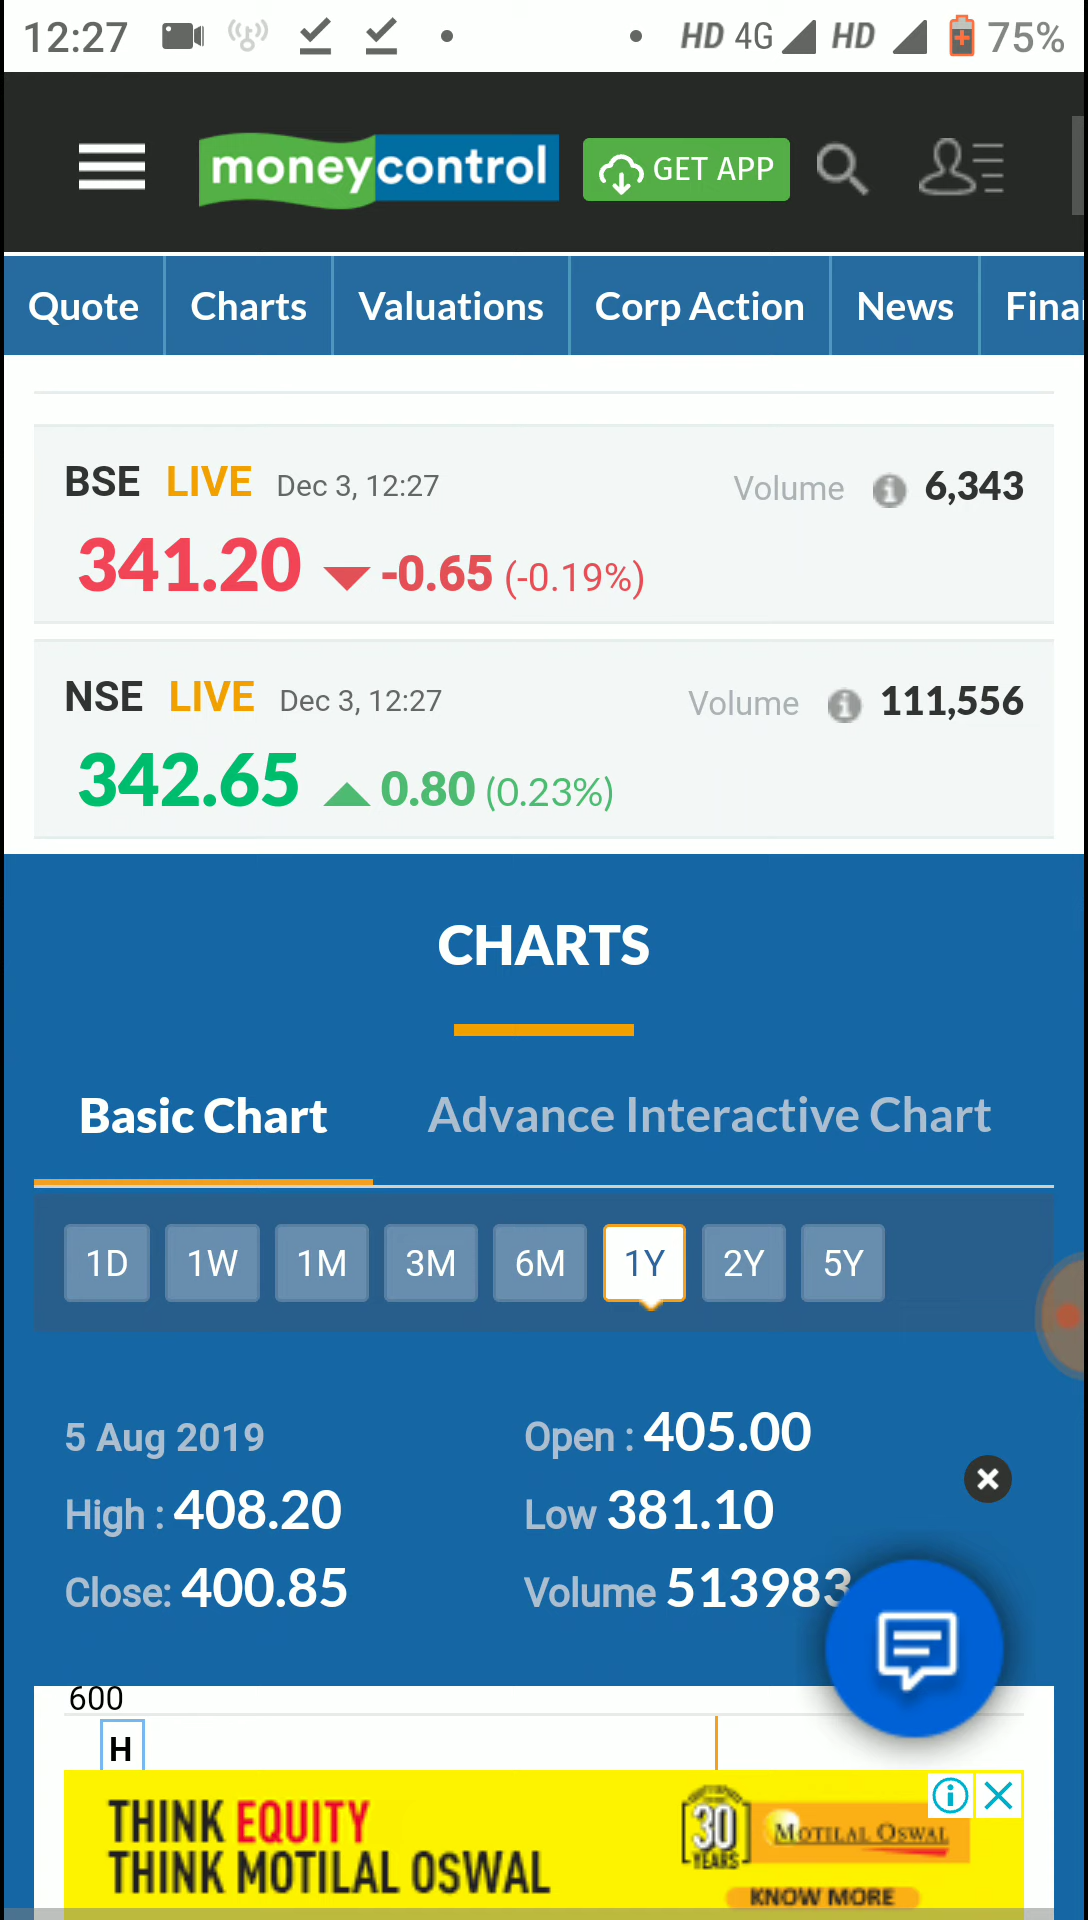 12:27 HD 4G HD 75%
moneycontrol GET APP
Quote Charts Valuations Corp Action News Fina
BSE LIVE Dec 3, 12:27 Volume 6,343
341.20 -0.65 (-0.19%)
NSE LIVE Dec 3, 12:27 Volume 111,556
342.65 0.80 (0.23%)
CHARTS
Basic Chart Advance Interactive Chart
1D 1W 1M 3M 6M 1Y 2Y 5Y
5 Aug 2019 Open : 405.00
High : 408.20 Low 381.10
Close: 400.85 Volume 513983
600
H
THINK EQUITY
THINK MOTILAL OSWAL
30
YEARS
MOTILAL OSWAL
KNOW MORE